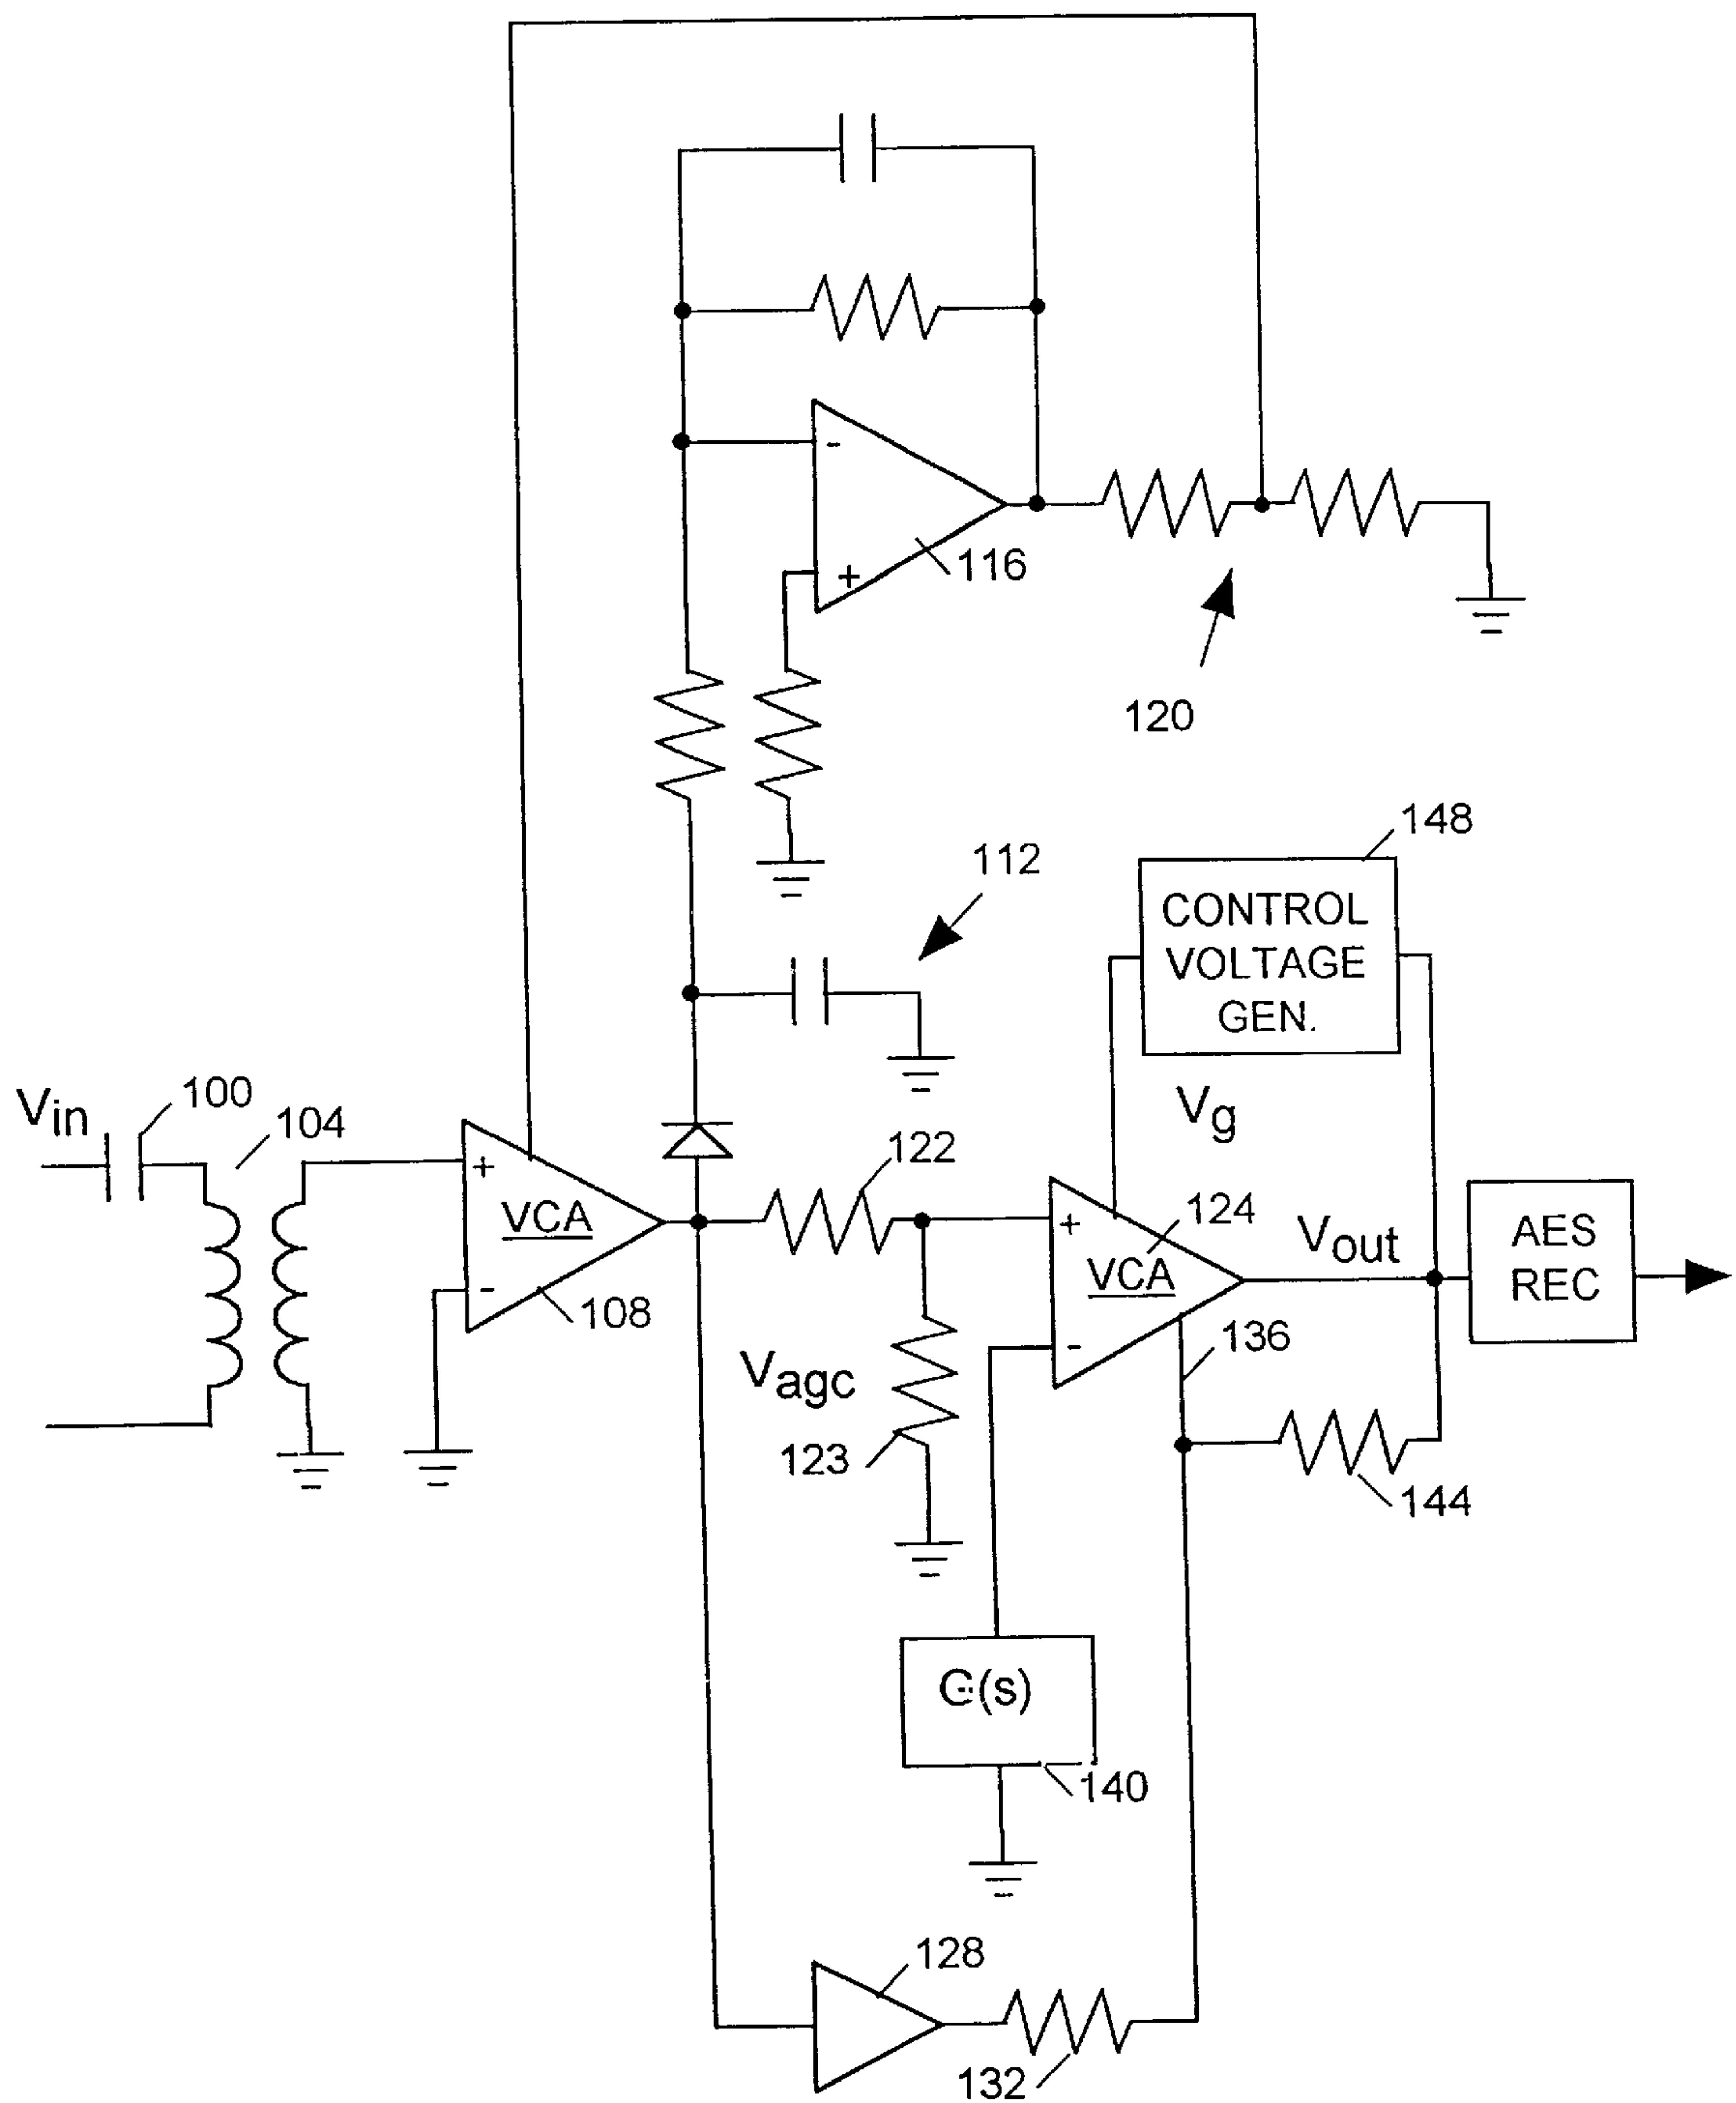 -
+
116
120
148
CONTROL
VOLTAGE
GEN.
112
Vin
100
104
Vg
122
+
VCA
-
108
+
124
VCA
-
Vout
AES
REC
136
Vagc
123
144
G(s)
140
128
132